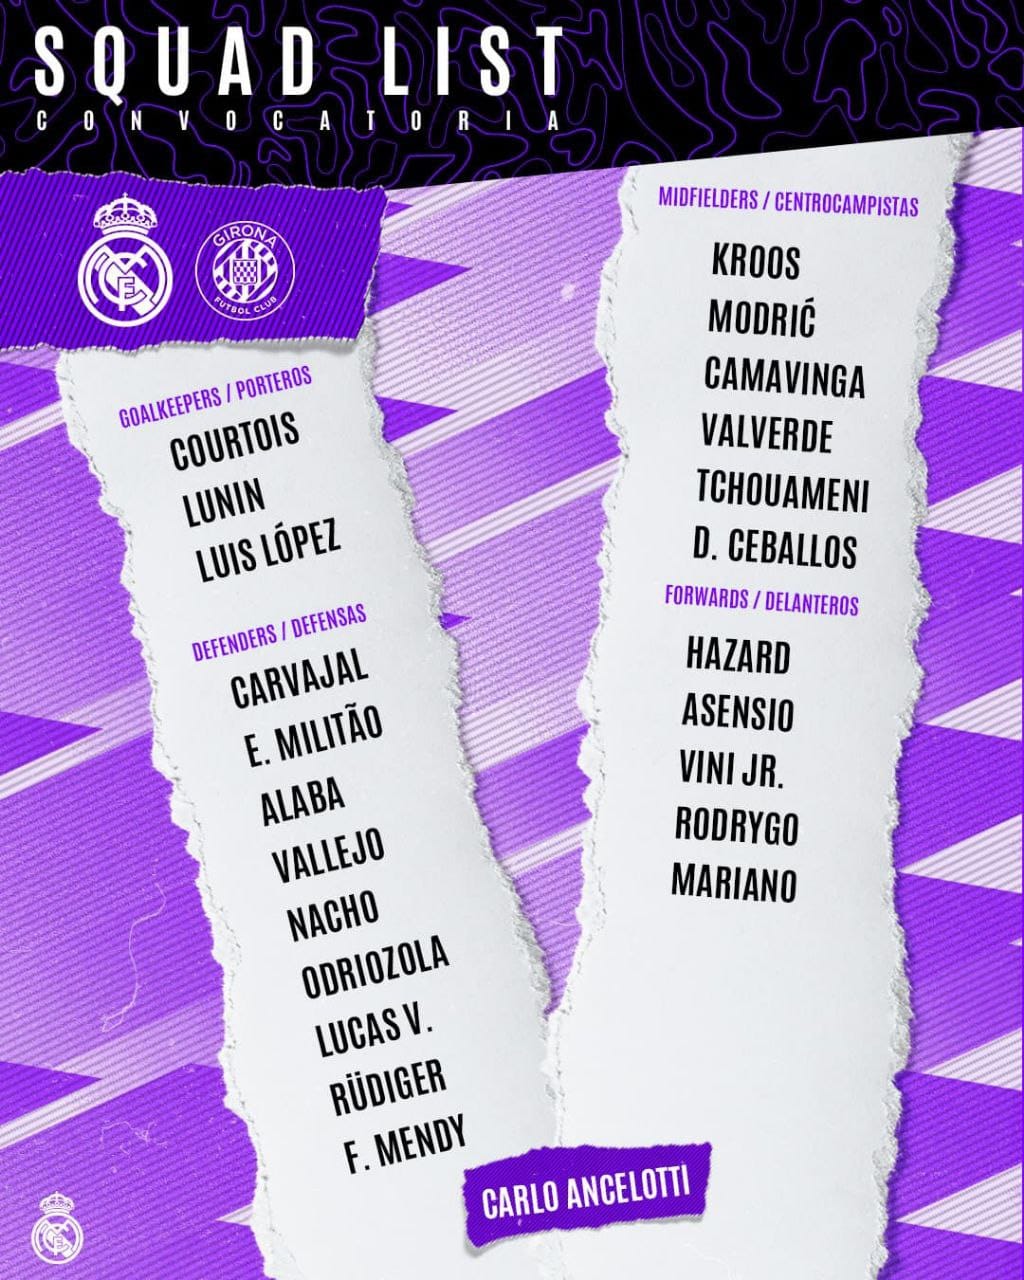 SQUAD LIST
CONVOCATORIA
GIRONA
FUTBOL CLUB
GOALKEEPERS / PORTEROS
COURTOIS
LUNIN
LUIS LÓPEZ
DEFENDERS / DEFENSAS
CARVAJAL
E. MILITÃO
ALABA
VALLEJO
NACHO
ODRIOZOLA
LUCAS V.
RÜDIGER
F. MENDY
MIDFIELDERS / CENTROCAMPISTAS
KROOS
MODRIĆ
CAMAVINGA
VALVERDE
TCHOUAMENI
D. CEBALLOS
FORWARDS / DELANTEROS
HAZARD
ASENSIO
VINI JR.
RODRYGO
MARIANO
CARLO ANCELOTTI